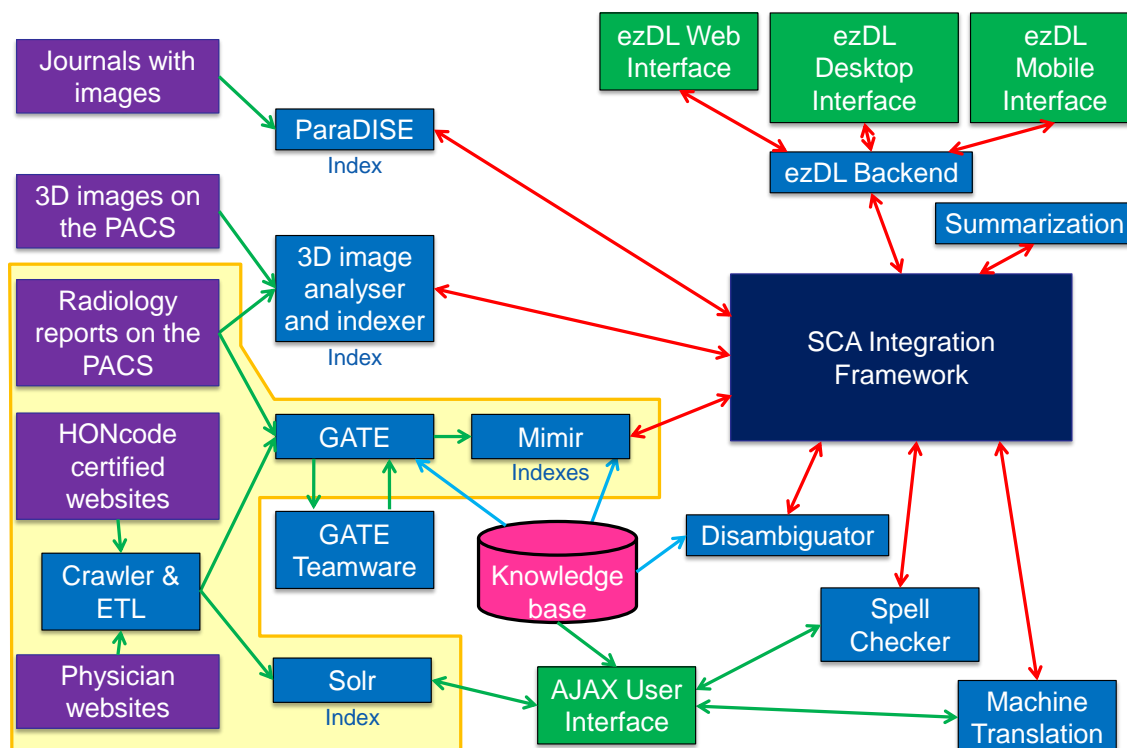 Journals with
images
ezDL Web
Interface
ezDL
Desktop
Interface
ezDL
Mobile
Interface
ParaDISE
Index
ezDL Backend
3D images on
the PACS
Summarization
3D image
analyser
and indexer
Index
Radiology
reports on the
PACS
SCA Integration
Framework
HONcode
certified
websites
GATE
Mimir
Indexes
GATE
Teamware
Disambiguator
Knowledge
base
Crawler &
ETL
Spell
Checker
Physician
websites
Solr
Index
AJAX User
Interface
Machine
Translation